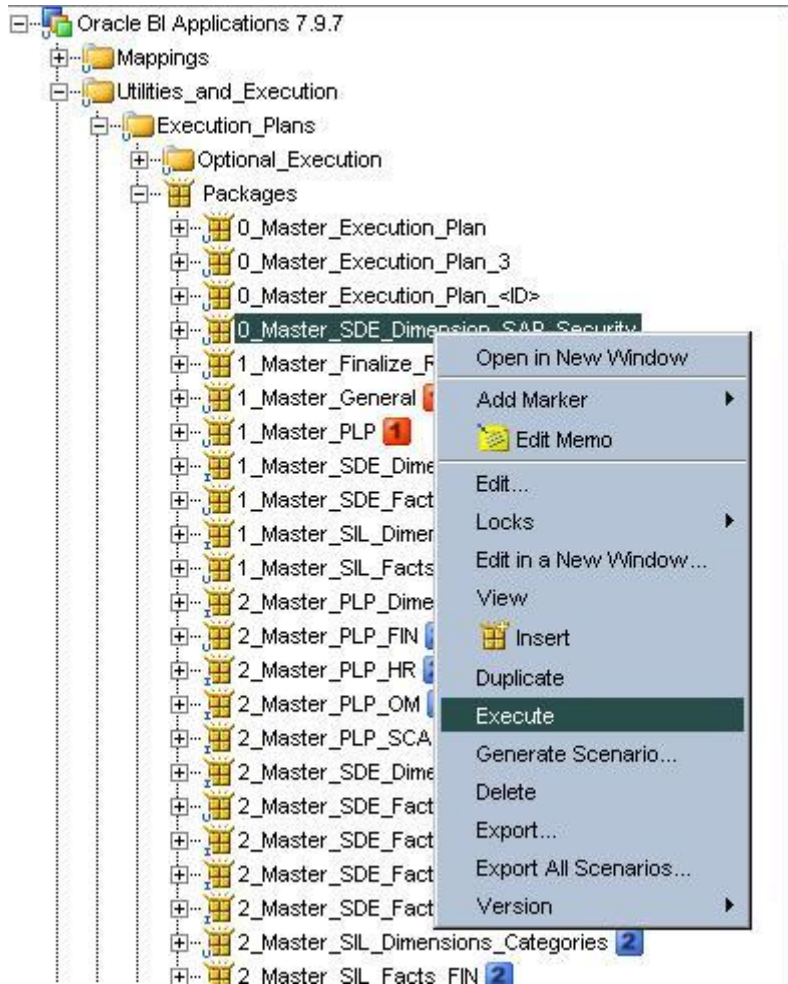 Oracle BI Applications 7.9.7
Mappings
Utilities_and_Execution
Execution_Plans
Optional_Execution
Packages
0_Master_Execution_Plan
0_Master_Execution_Plan_3
0_Master_Execution_Plan_<ID>
0_Master_SDE_Dimension_SAP_Security
1_Master_Finalize_R
1_Master_General
1_Master_PLP 1
1_Master_SDE_Dime
1_Master_SDE_Fact
1_Master_SIL_Dimen
1_Master_SIL_Facts
2_Master_PLP_Dime
2_Master_PLP_FIN
2_Master_PLP_HR
2_Master_PLP_OM
2_Master_PLP_SCA
2_Master_SDE_Dime
2_Master_SDE_Fact
2_Master_SDE_Fact
2_Master_SDE_Fact
2_Master_SDE_Fact
2_Master_SIL_Dimensions_Categories 2
2_Master_SIL_Facts_FIN 2
Open in New Window
Add Marker
Edit Memo
Edit...
Locks
Edit in a New Window...
View
Insert
Duplicate
Execute
Generate Scenario...
Delete
Export...
Export All Scenarios...
Version